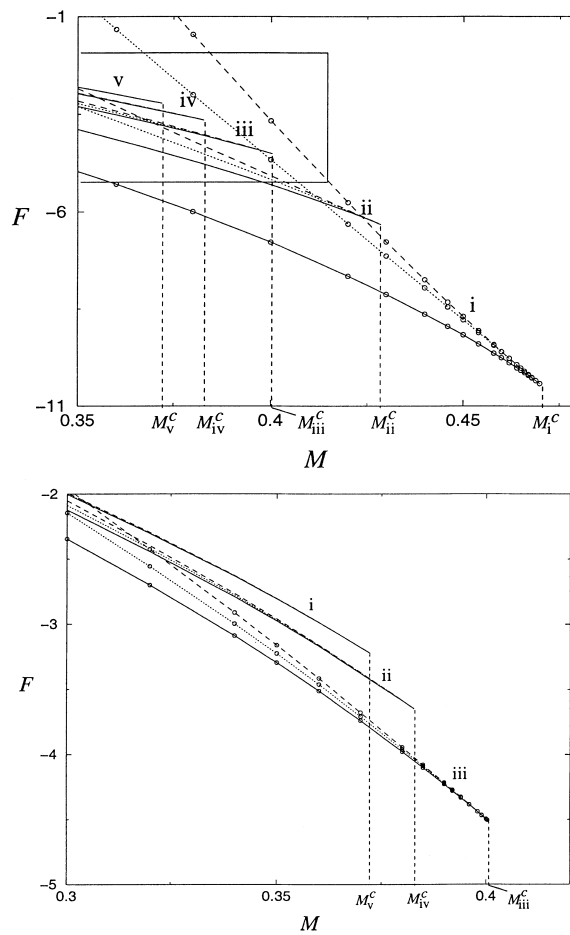 −1
v
iv
iii
ii
F −6
i
−11
0.35 0.4 0.45
M_v^c M_iv^c M_iii^c M_ii^c M_i^c
M
−2
−3
i
ii
F
−4
iii
−5
0.3 0.35 0.4
M_v^c M_iv^c M_iii^c
M